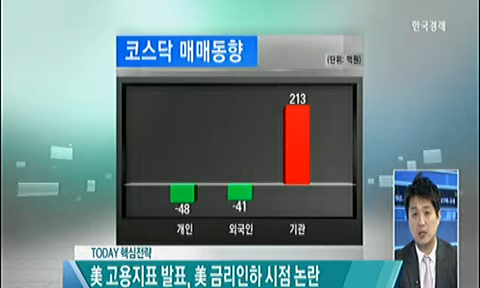 한국경제
코스닥 매매동향
(단위: 억원)
213
-48
-41
개인
외국인
기관
TODAY 핵심전략
美 고용지표 발표, 美 금리인하 시점 논란